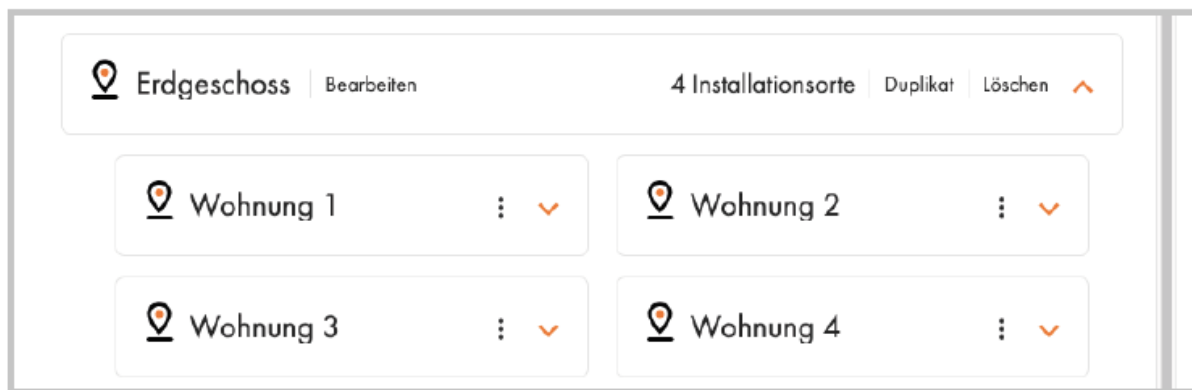 Erdgeschoss Bearbeiten 4 Installationsorte Duplikat Löschen
Wohnung 1 Wohnung 2
Wohnung 3 Wohnung 4